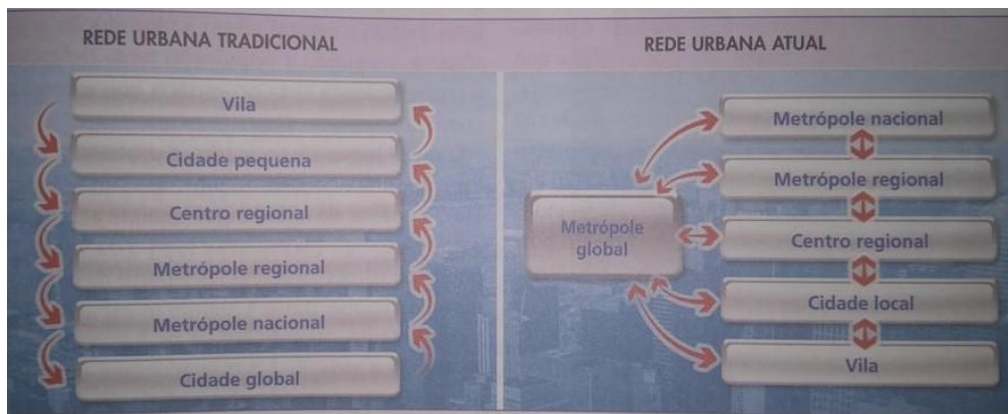 REDE URBANA TRADICIONAL
Vila
Cidade pequena
Centro regional
Metrópole regional
Metrópole nacional
Cidade global
REDE URBANA ATUAL
Metrópole
global
Metrópole nacional
Metrópole regional
Centro regional
Cidade local
Vila